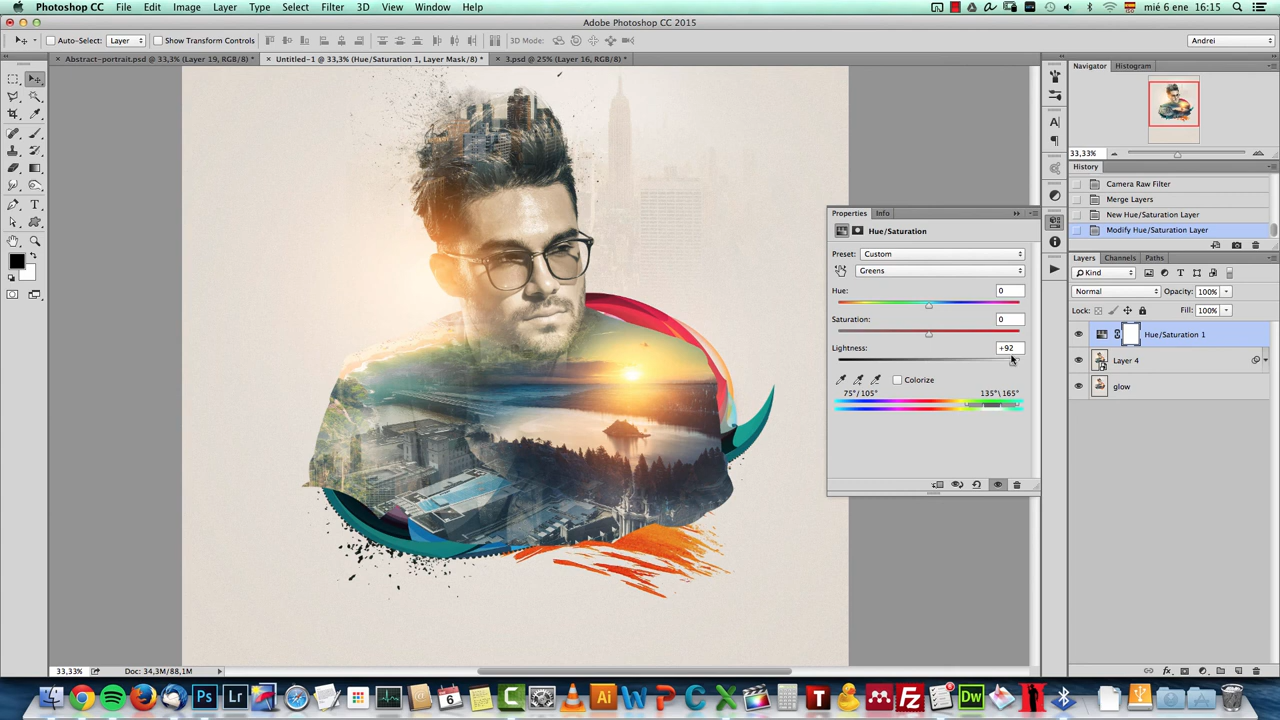 Photoshop CC File Edit Image Layer Type Select Filter 3D View Window Help mié 6 ene 16:15
Adobe Photoshop CC 2015
Auto-Select: Layer Show Transform Controls 3D Mode: Andrei
× Abstract-portrait.psd @ 33,3% (Layer 19, RGB/8) * × Untitled-1 @ 33,3% (Hue/Saturation 1, Layer Mask/8) * × 3.psd @ 25% (Layer 16, RGB/8) *
Navigator Histogram
33,33%
History
Camera Raw Filter
Merge Layers
New Hue/Saturation Layer
Modify Hue/Saturation Layer
Properties Info
Hue/Saturation
Preset: Custom
Greens
Hue: 0
Saturation: 0
Lightness: +92
Colorize
75°/105° 135°\165°
Layers Channels Paths
Kind
Normal Opacity: 100%
Lock: Fill: 100%
Hue/Saturation 1
Layer 4
glow
33,33% Doc: 34,3M/88,1M
Ps Lr 6 C Ai W P C X T Fz Dw